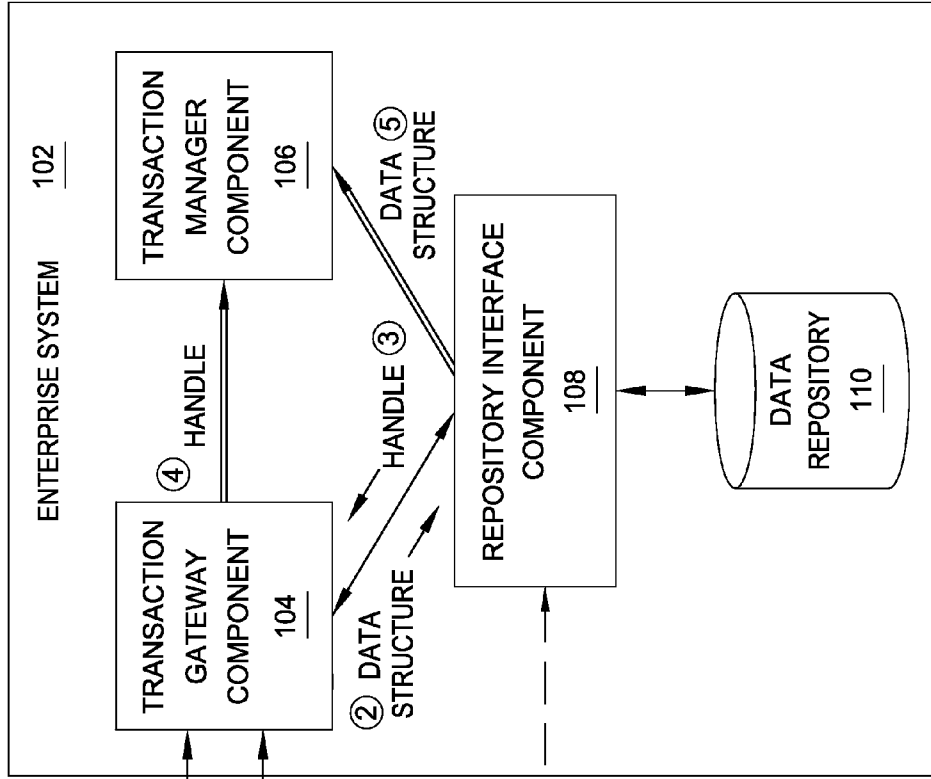 ENTERPRISE SYSTEM
102
TRANSACTION
GATEWAY
COMPONENT
104
④
HANDLE
TRANSACTION
MANAGER
COMPONENT
106
② DATA
STRUCTURE
HANDLE ③
DATA ⑤
STRUCTURE
REPOSITORY INTERFACE
COMPONENT
108
DATA
REPOSITORY
110